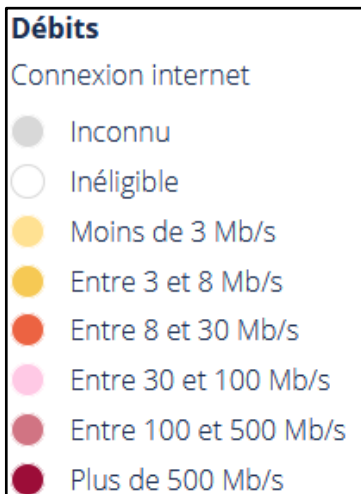 Débits
Connexion internet
Inconnu
Inéligible
Moins de 3 Mb/s
Entre 3 et 8 Mb/s
Entre 8 et 30 Mb/s
Entre 30 et 100 Mb/s
Entre 100 et 500 Mb/s
Plus de 500 Mb/s